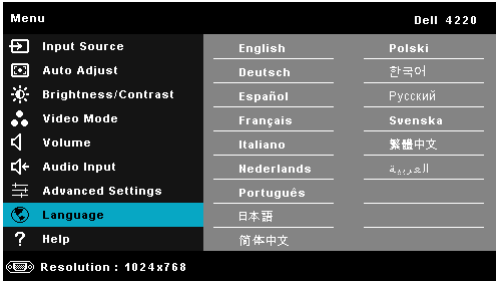 Menu Dell 4220
Input Source
Auto Adjust
Brightness/Contrast
Video Mode
Volume
Audio Input
Advanced Settings
Language
Help
English Polski
Deutsch 한국어
Español Русский
Français Svenska
Italiano 繁體中文
Nederlands العربية
Português
日本語
简体中文
Resolution : 1024x768